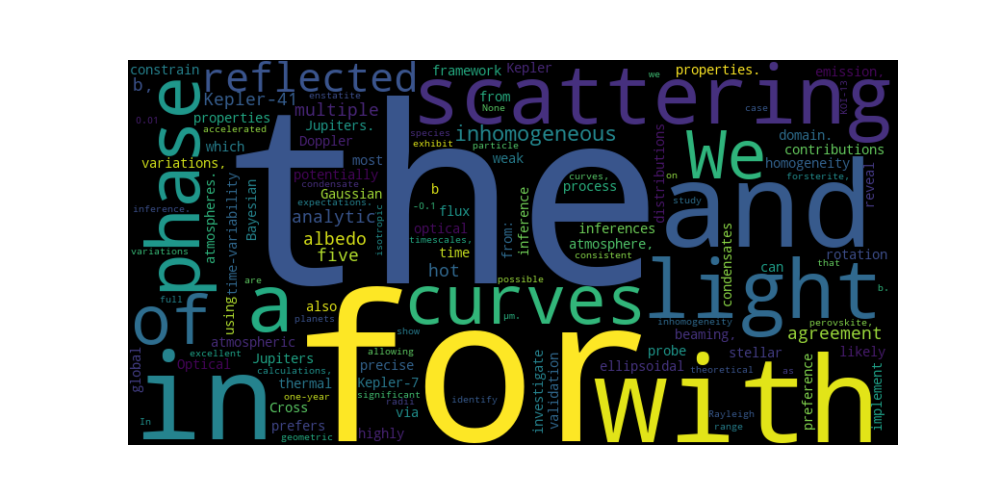 constrain
b,
reflected
framework
Kepler
we
properties.
emission,
enstatite
Kepler-41
multiple
from
None
scattering
KOI-13
case
0.01
properties
accelerated
Jupiters.
Doppler
species
exhibit
particle
inhomogeneous
We
domain.
contributions
which
variations,
most
weak
homogeneity
phase
atmospheres.
time-variability
Bayesian
potentially
condensate
Gaussian
expectations.
analytic
isotropic
the
b
-0.1
flux
curves,
process
distributions
on
study
forsterite,
reveal
and
inference.
variations
albedo
five
optical
timescales,
time
hot
from:
inference
inferences
atmosphere,
consistent
condensates
rotation
can
that
b.
full
are
a
using
also
planets
possible
curves
μm.
light
of
atmospheric
show
inhomogeneity
beaming.
perovskite,
agreement
global
excellent
Optical
Jupiters
calculations,
thermal
one-year
Cross
prefers
geometric
In
in
for
allowing
precise
Kepler-7
significant
radii
via
highly
identify
investigate
validation
probe
ellipsoidal
stellar
theoretical
as
likely
preference
implement
Rayleigh
range
with